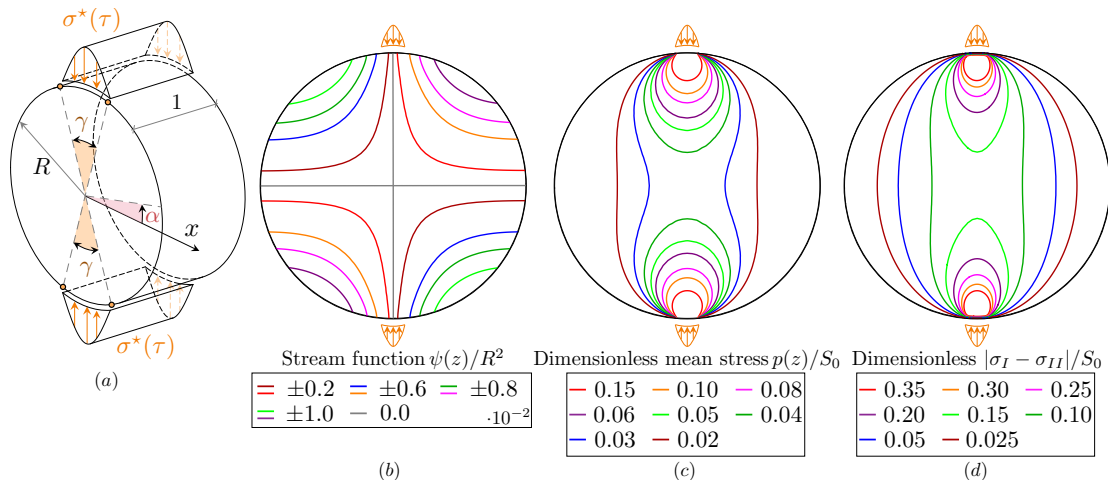 σ*(τ)
1
γ
R
α
x
γ
σ*(τ)
(a)
Stream function ψ(z)/R²
±0.2 ±0.6 ±0.8
±1.0 0.0 ·10⁻²
(b)
Dimensionless mean stress p(z)/S₀
0.15 0.10 0.08
0.06 0.05 0.04
0.03 0.02
(c)
Dimensionless |σ_I − σ_II|/S₀
0.35 0.30 0.25
0.20 0.15 0.10
0.05 0.025
(d)